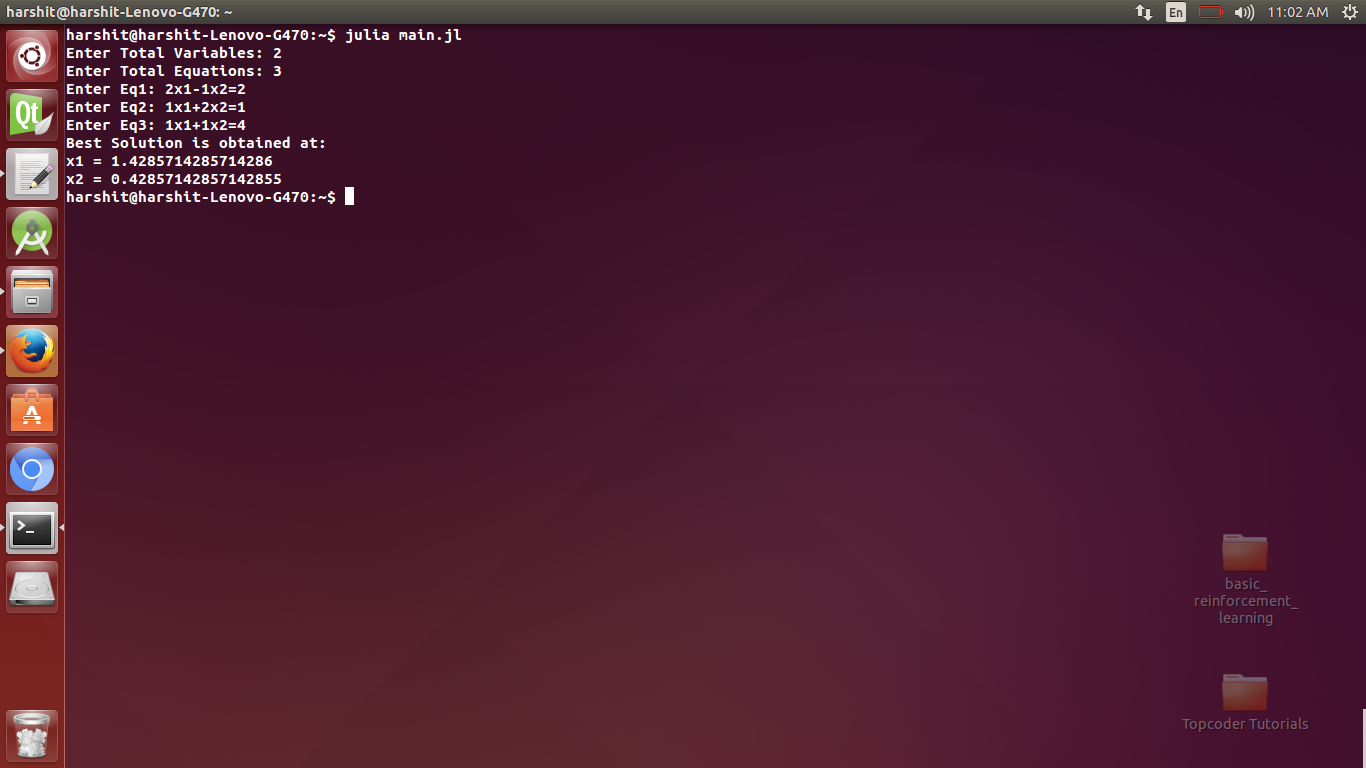 harshit@harshit-Lenovo-G470: ~
En
11:02 AM
harshit@harshit-Lenovo-G470:~$ julia main.jl
Enter Total Variables: 2
Enter Total Equations: 3
Enter Eq1: 2x1-1x2=2
Enter Eq2: 1x1+2x2=1
Enter Eq3: 1x1+1x2=4
Best Solution is obtained at:
x1 = 1.4285714285714286
x2 = 0.42857142857142855
harshit@harshit-Lenovo-G470:~$
Qt
>_
basic_
reinforcement_
learning
Topcoder Tutorials